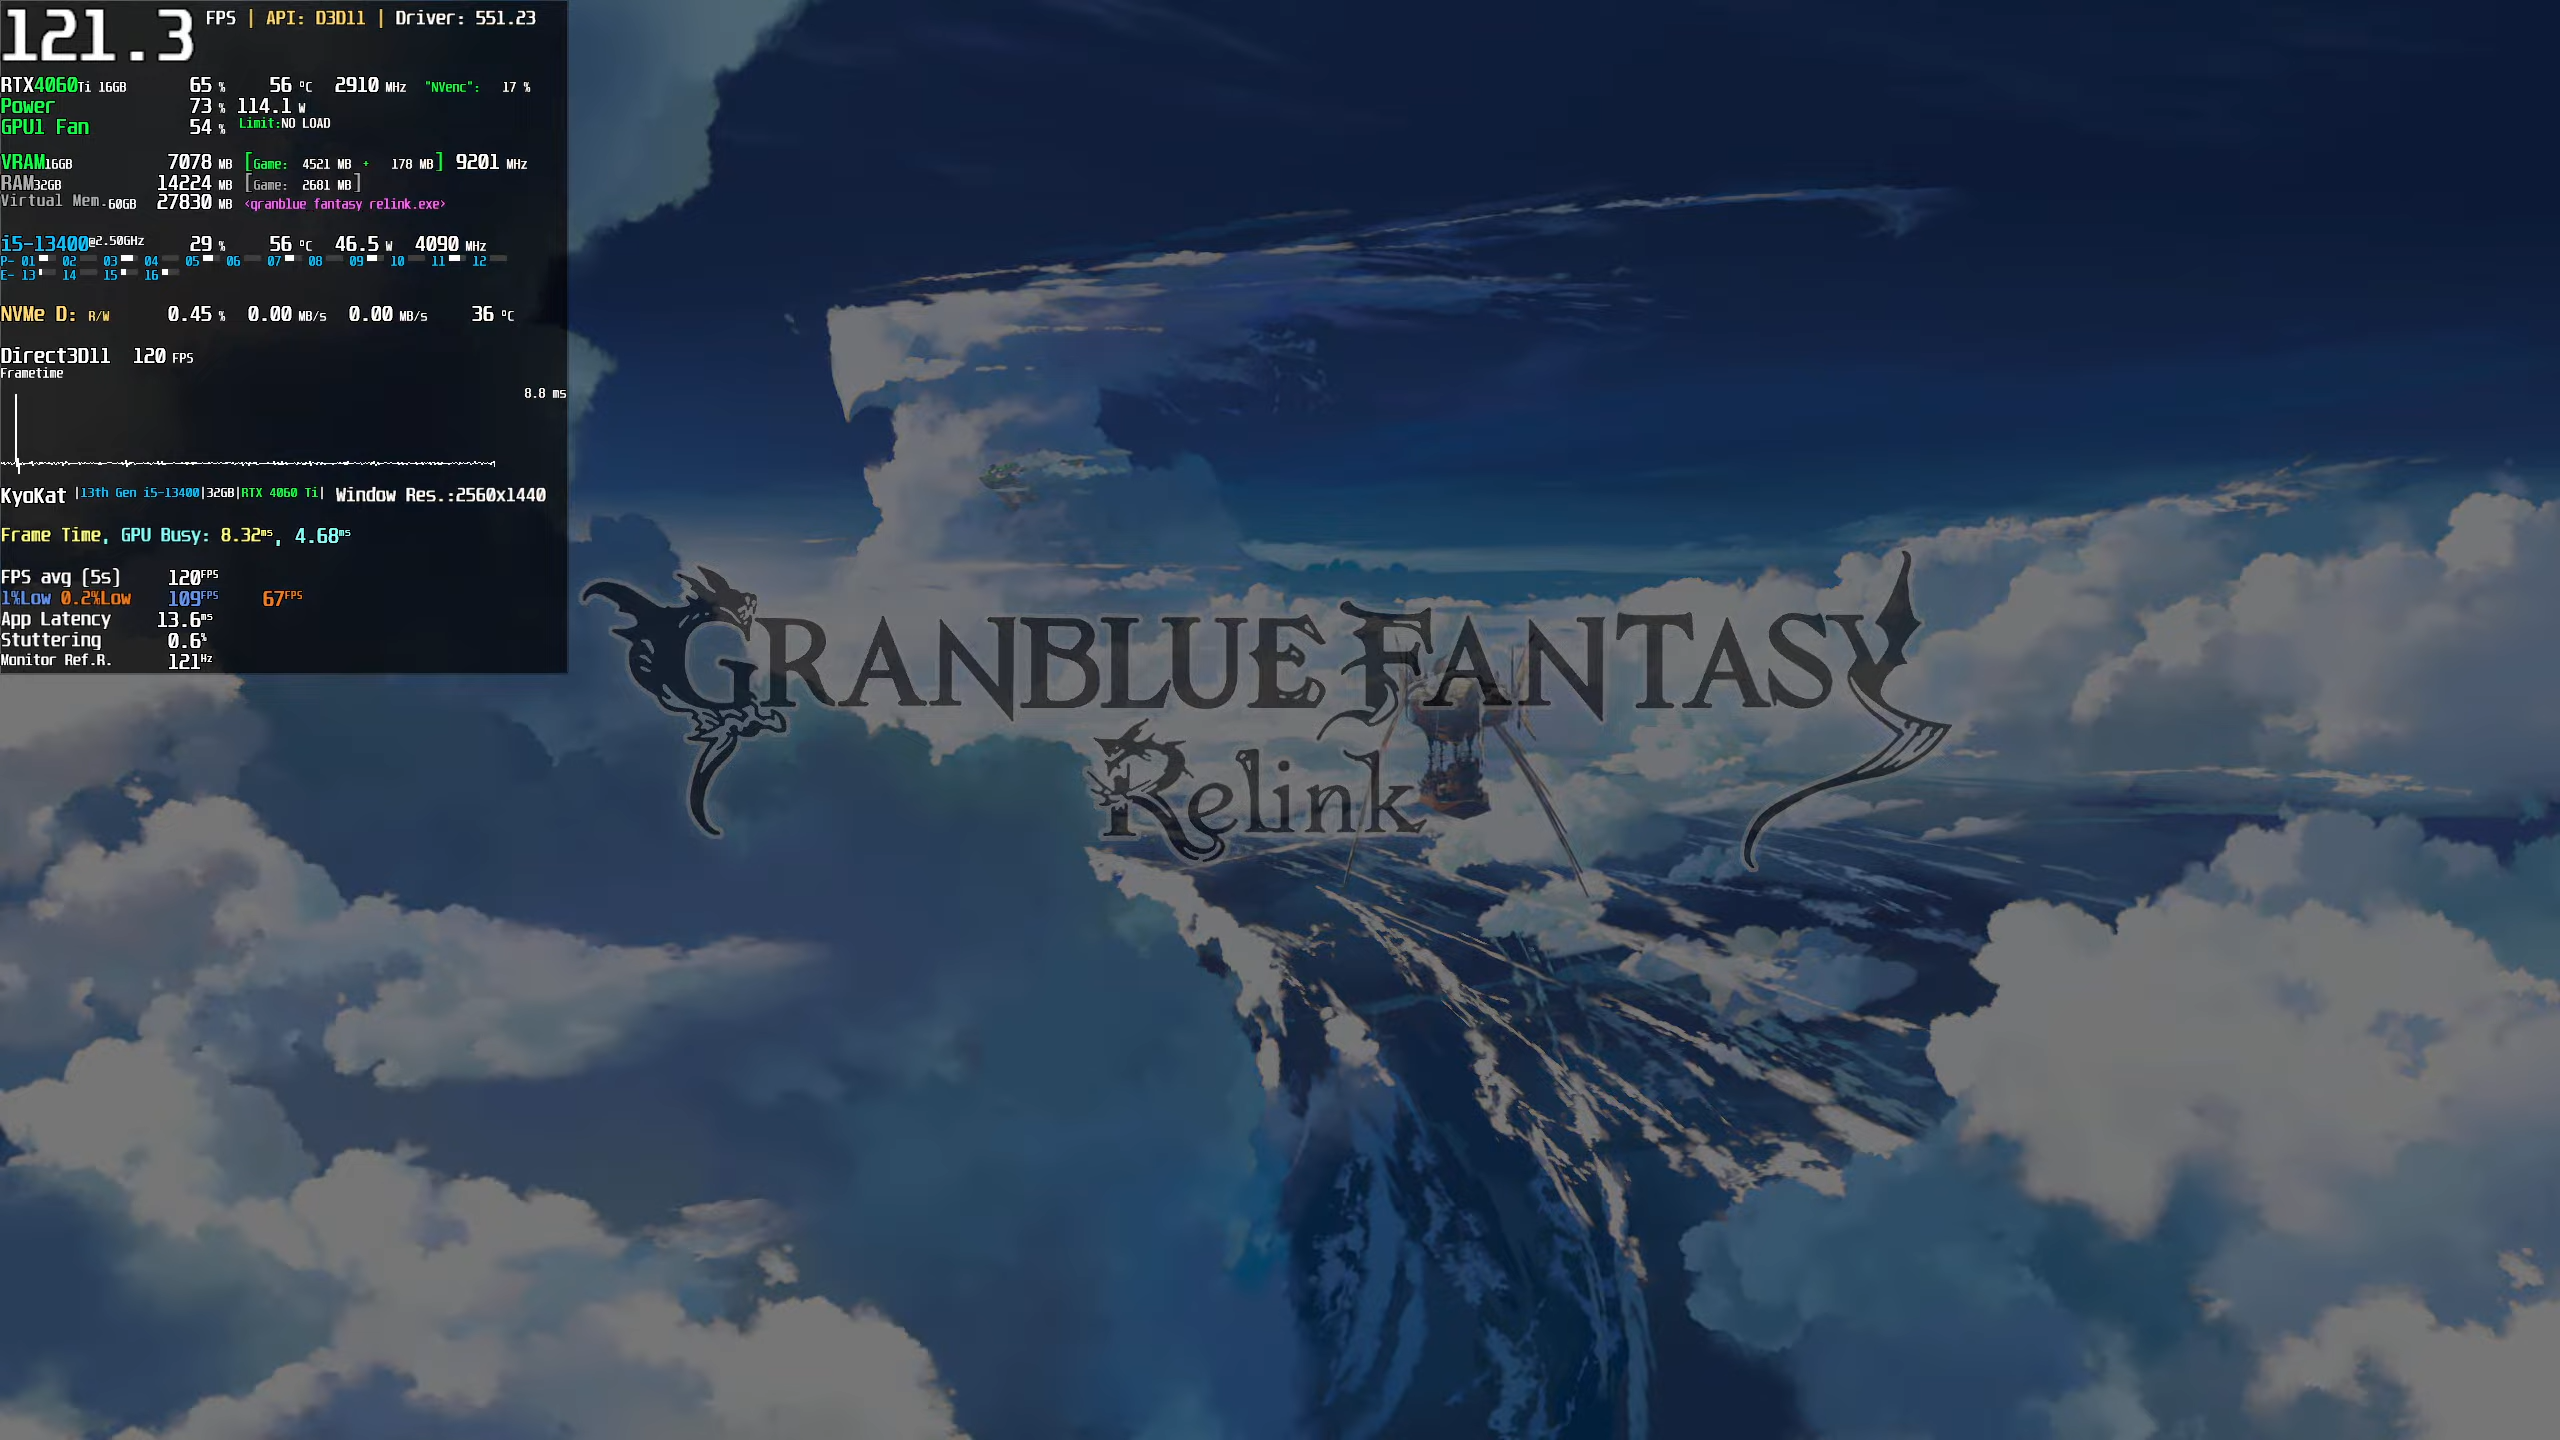 121.3 FPS | API: D3D11 | Driver: 551.23
RTX4060Ti 16GB 65 % 56 °C 2910 MHz "NVenc": 17 %
Power 73 % 114.1 W
GPU1 Fan 54 % Limit:NO LOAD
VRAM16GB 7078 MB [Game: 4521 MB + 178 MB] 9201 MHz
RAM32GB 14224 MB [Game: 2681 MB]
Virtual Mem.60GB 27830 MB <granblue fantasy relink.exe>
i5-13400@2.50GHz 29 % 56 °C 46.5 W 4090 MHz
P- 01 02 03 04 05 06 07 08 09 10 11 12
E- 13 14 15 16
NVMe D: R/W 0.45 % 0.00 MB/s 0.00 MB/s 36 °C
Direct3D11 120 FPS
Frametime
8.8 ms
KyoKat |13th Gen i5-13400|32GB|RTX 4060 Ti| Window Res.:2560x1440
Frame Time, GPU Busy: 8.32ms, 4.68ms
FPS avg [5s] 120FPS
1%Low 0.2%Low 109FPS 67FPS
App Latency 13.6ms
Stuttering 0.6%
Monitor Ref.R. 121Hz
GRANBLUE FANTASY
Relink